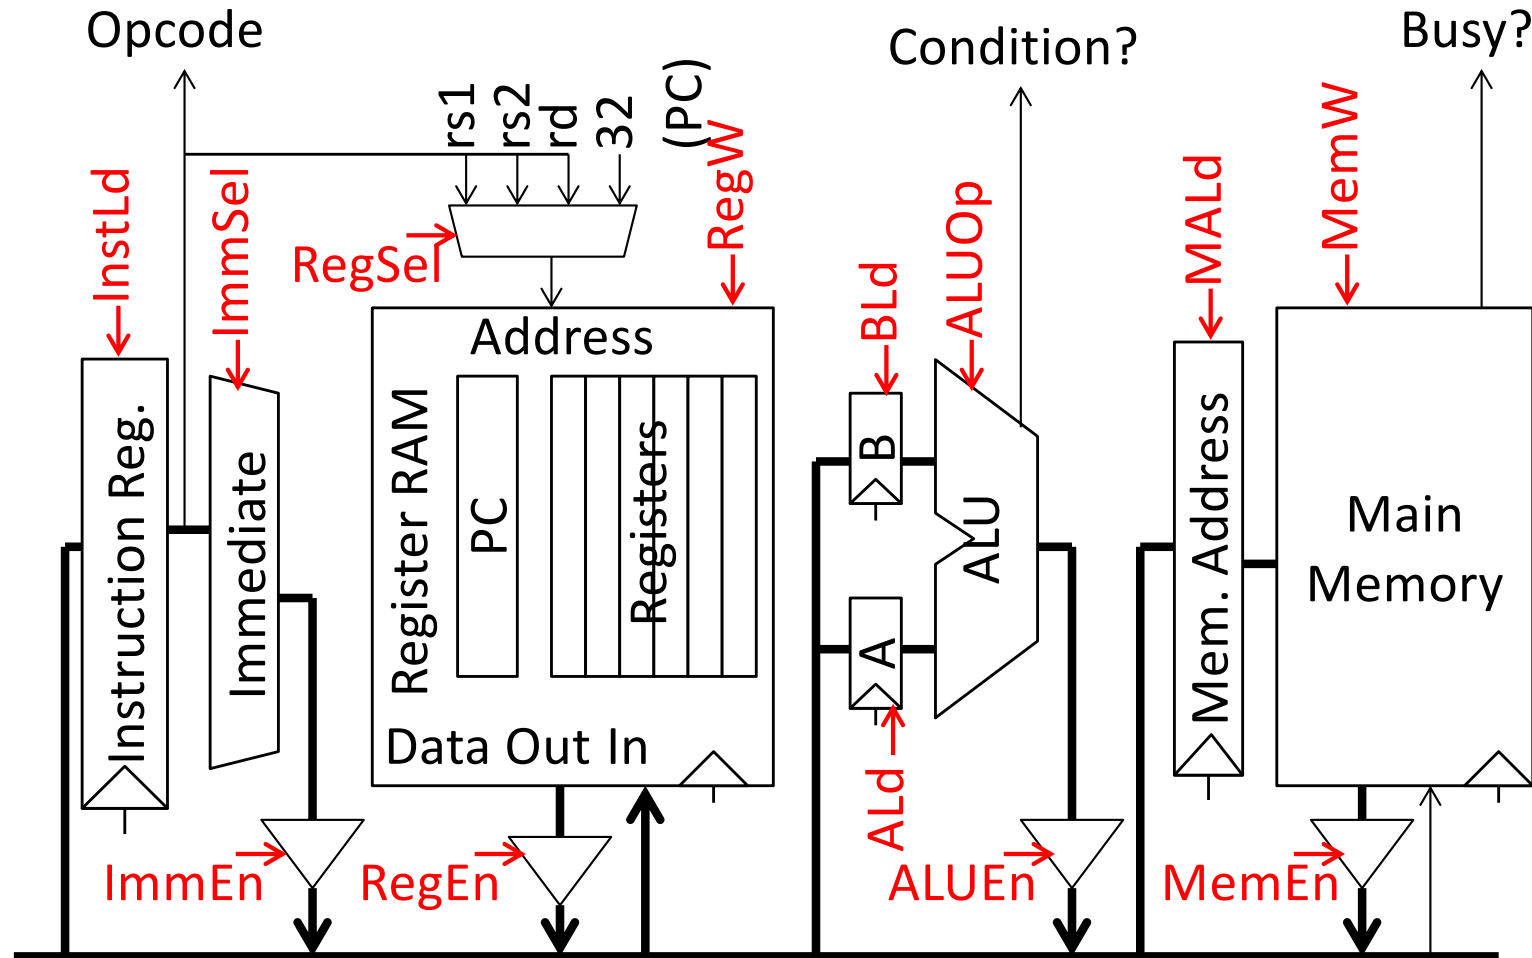 Opcode
Condition?
Busy?
rs1
rs2
rd
32
(PC)
RegW
InstLd
ImmSel
RegSel
BLd
ALUOp
MALd
MemW
Address
Instruction Reg.
Immediate
Register RAM
PC
Registers
Data Out In
B
A
ALU
ALd
Mem. Address
Main
Memory
ImmEn
RegEn
ALUEn
MemEn